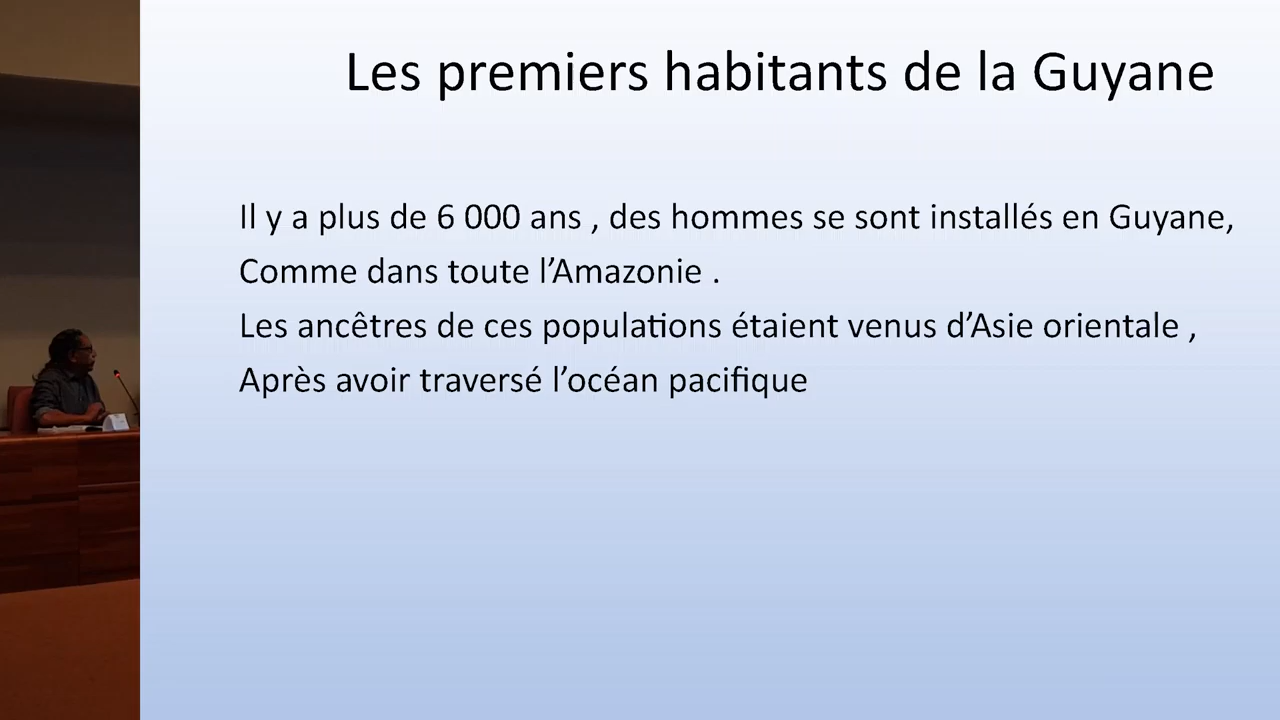 Les premiers habitants de la Guyane
Il y a plus de 6 000 ans , des hommes se sont installés en Guyane,
Comme dans toute l’Amazonie .
Les ancêtres de ces populations étaient venus d’Asie orientale ,
Après avoir traversé l’océan pacifique